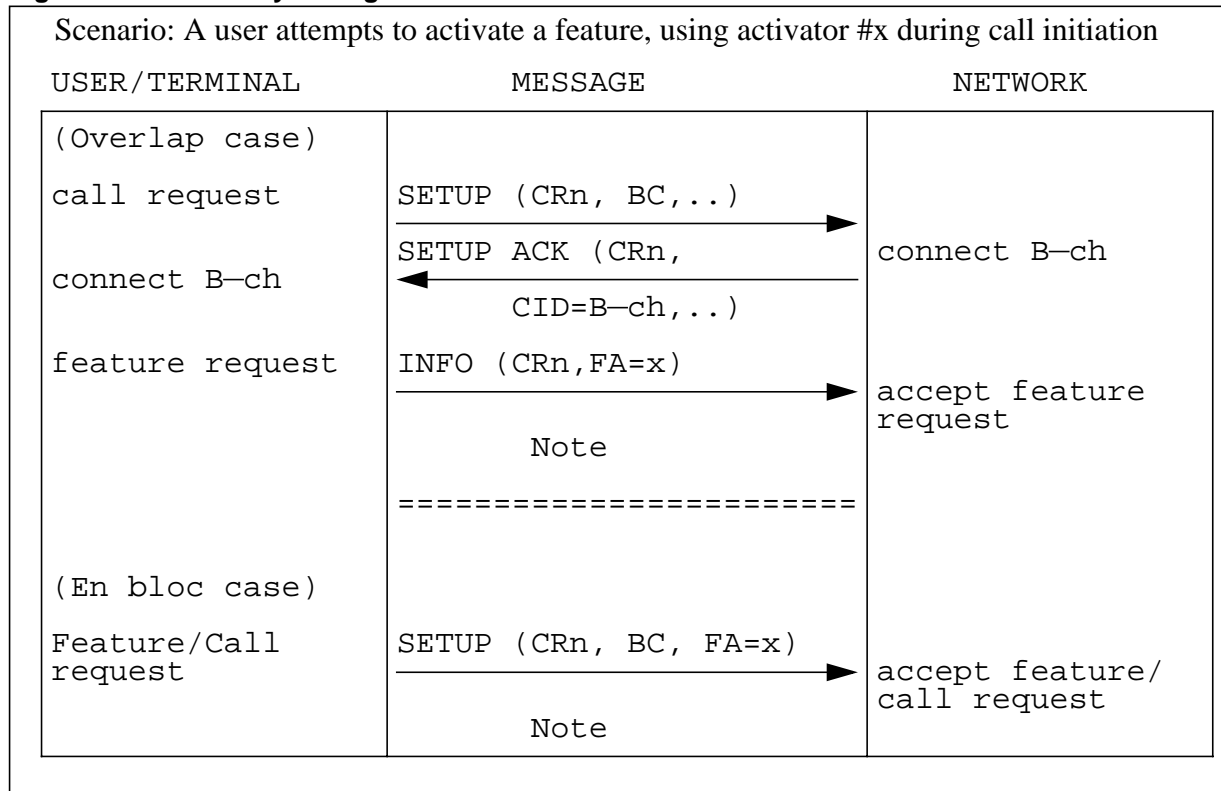 Scenario: A user attempts to activate a feature, using activator #x during call initiation
USER/TERMINAL MESSAGE NETWORK
(Overlap case)
call request SETUP (CRn, BC,..)
SETUP ACK (CRn, connect B–ch
connect B–ch
CID=B–ch,..)
feature request INFO (CRn,FA=x)
accept feature
request
Note
========================
(En bloc case)
Feature/Call SETUP (CRn, BC, FA=x)
request
accept feature/
call request
Note